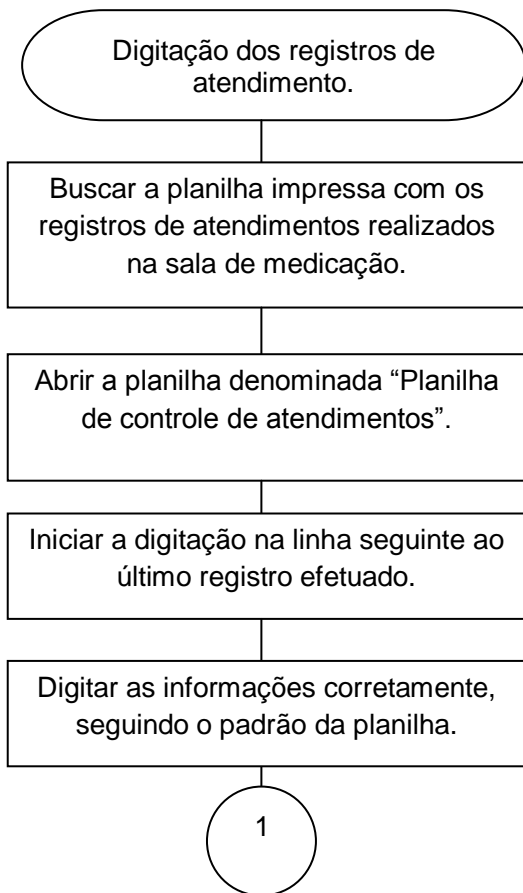 Digitação dos registros de
atendimento.
Buscar a planilha impressa com os
registros de atendimentos realizados
na sala de medicação.
Abrir a planilha denominada “Planilha
de controle de atendimentos”.
Iniciar a digitação na linha seguinte ao
último registro efetuado.
Digitar as informações corretamente,
seguindo o padrão da planilha.
1